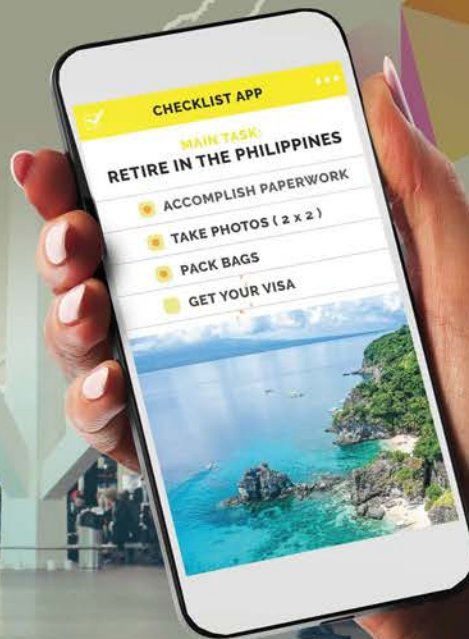 CHECKLIST APP
MAIN TASK:
RETIRE IN THE PHILIPPINES
ACCOMPLISH PAPERWORK
TAKE PHOTOS ( 2 x 2 )
PACK BAGS
GET YOUR VISA